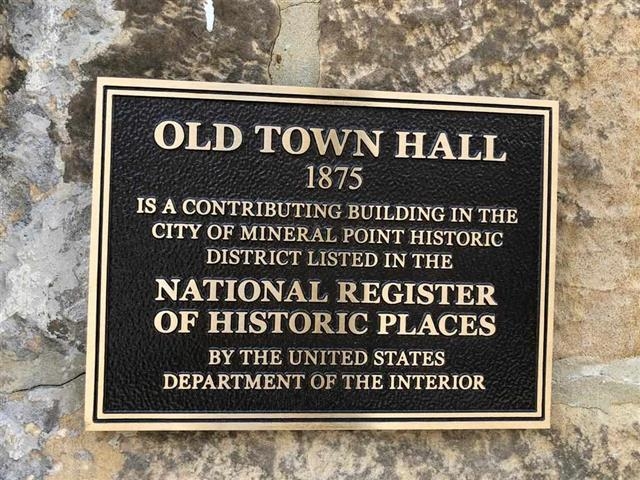 OLD TOWN HALL
1875
IS A CONTRIBUTING BUILDING IN THE
CITY OF MINERAL POINT HISTORIC
DISTRICT LISTED IN THE
NATIONAL REGISTER
OF HISTORIC PLACES
BY THE UNITED STATES
DEPARTMENT OF THE INTERIOR